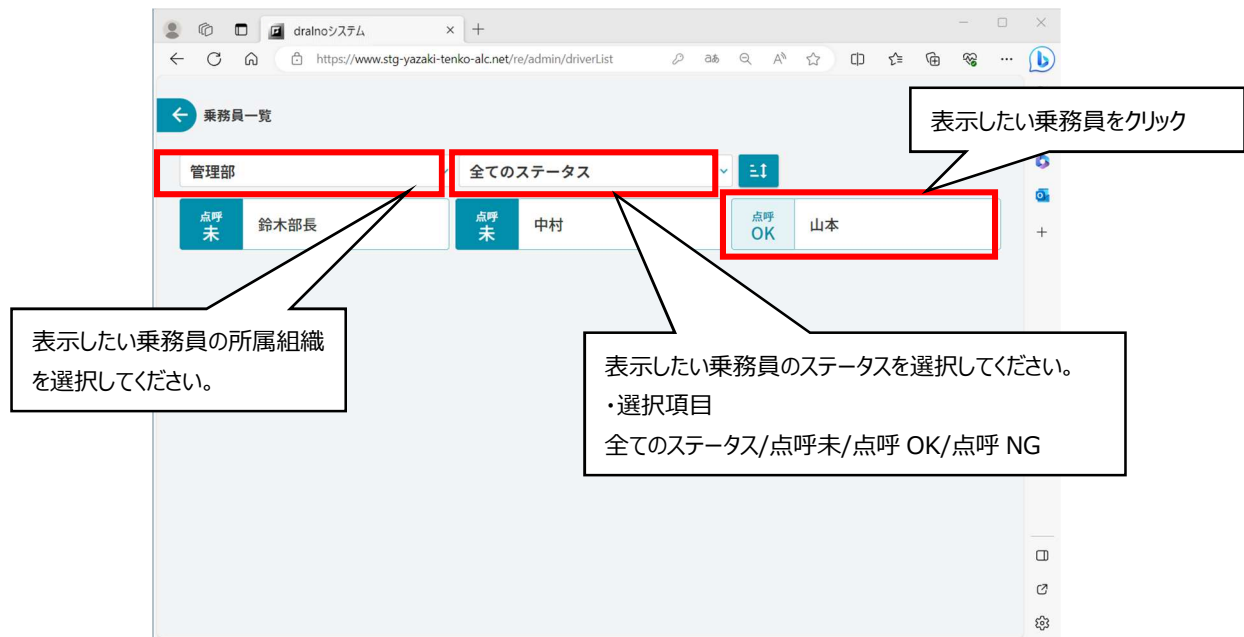 dralnoシステム
https://www.stg-yazaki-tenko-alc.net/re/admin/driverList
乗務員一覧
表示したい乗務員をクリック
管理部
全てのステータス
点呼
未
鈴木部長
点呼
未
中村
点呼
OK
山本
表示したい乗務員の所属組織
を選択してください。
表示したい乗務員のステータスを選択してください。
・選択項目
全てのステータス/点呼未/点呼 OK/点呼 NG